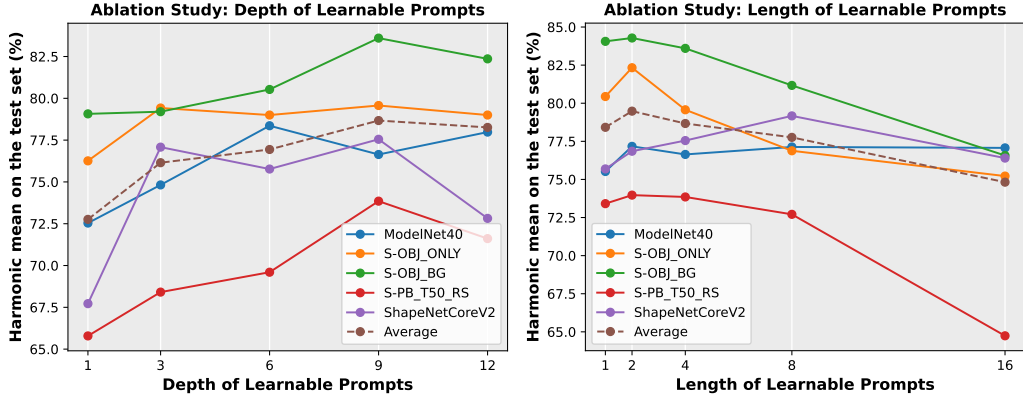 Ablation Study: Depth of Learnable Prompts
Harmonic mean on the test set (%)
82.5
80.0
77.5
75.0
72.5
70.0
67.5
65.0
ModelNet40
S-OBJ_ONLY
S-OBJ_BG
S-PB_T50_RS
ShapeNetCoreV2
Average
1 3 6 9 12
Depth of Learnable Prompts
Ablation Study: Length of Learnable Prompts
Harmonic mean on the test set (%)
85.0
82.5
80.0
77.5
75.0
72.5
70.0
67.5
65.0
ModelNet40
S-OBJ_ONLY
S-OBJ_BG
S-PB_T50_RS
ShapeNetCoreV2
Average
1 2 4 8 16
Length of Learnable Prompts